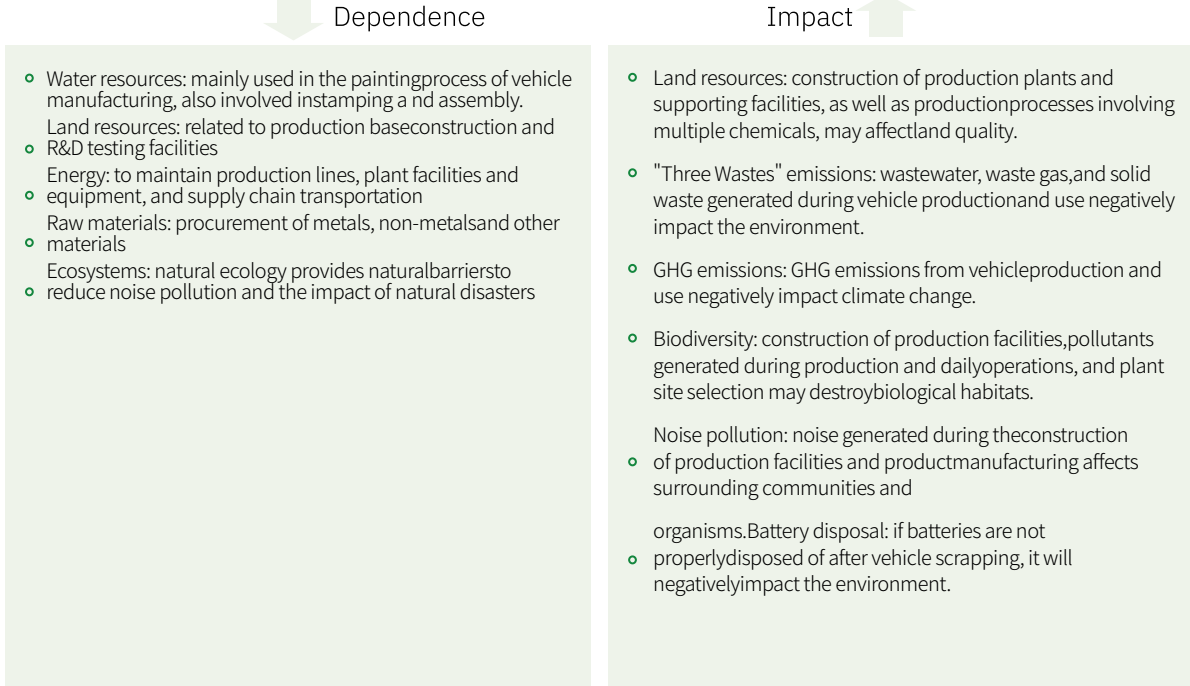 Dependence
Water resources: mainly used in the paintingprocess of vehicle
manufacturing, also involved instamping a nd assembly.
Land resources: related to production baseconstruction and
R&D testing facilities
Energy: to maintain production lines, plant facilities and
equipment, and supply chain transportation
Raw materials: procurement of metals, non-metalsand other
materials
Ecosystems: natural ecology provides naturalbarriersto
reduce noise pollution and the impact of natural disasters
Impact
Land resources: construction of production plants and
supporting facilities, as well as productionprocesses involving
multiple chemicals, may affectland quality.
"Three Wastes" emissions: wastewater, waste gas,and solid
waste generated during vehicle productionand use negatively
impact the environment.
GHG emissions: GHG emissions from vehicleproduction and
use negatively impact climate change.
Biodiversity: construction of production facilities,pollutants
generated during production and dailyoperations, and plant
site selection may destroybiological habitats.
Noise pollution: noise generated during theconstruction
of production facilities and productmanufacturing affects
surrounding communities and
organisms.Battery disposal: if batteries are not
properlydisposed of after vehicle scrapping, it will
negativelyimpact the environment.